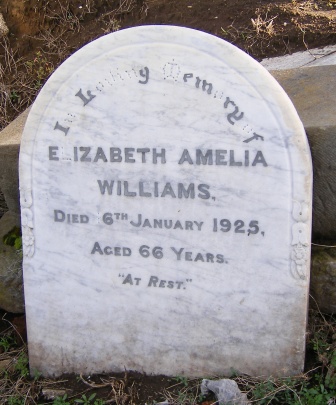 In Loving Memory of
ELIZABETH AMELIA
WILLIAMS,
DIED 6TH JANUARY 1925,
AGED 66 YEARS.
"AT REST."